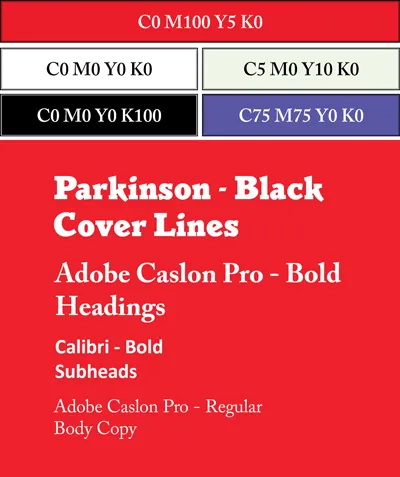 C0 M100 Y5 K0
C0 M0 Y0 K0
C5 M0 Y10 K0
C0 M0 Y0 K100
C75 M75 Y0 K0
Parkinson - Black
Cover Lines
Adobe Caslon Pro - Bold
Headings
Calibri - Bold
Subheads
Adobe Caslon Pro - Regular
Body Copy